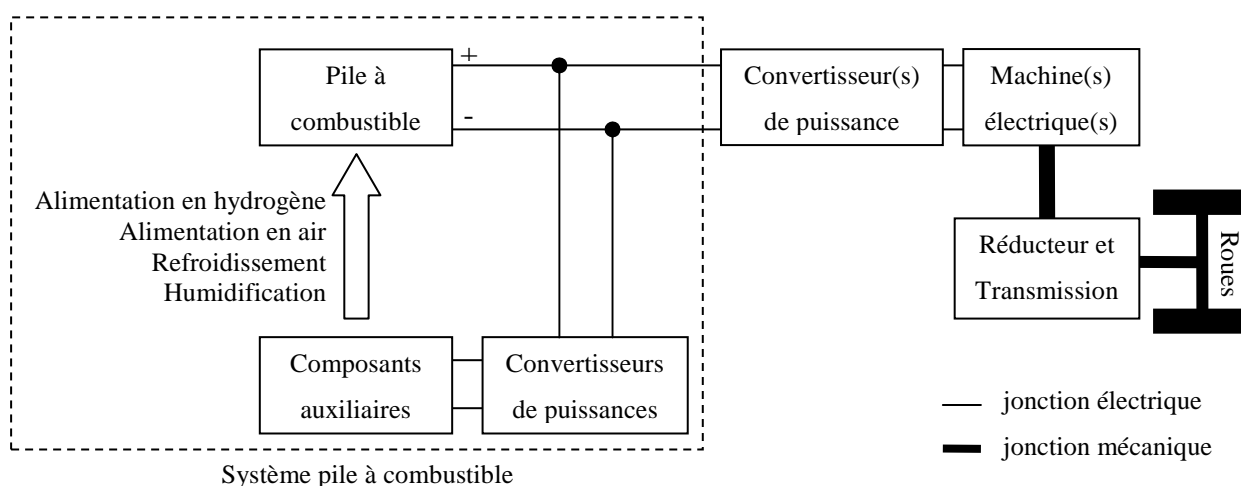 Pile à
combustible
+
-
Convertisseur(s)
de puissance
Machine(s)
électrique(s)
Alimentation en hydrogène
Alimentation en air
Refroidissement
Humidification
Réducteur et
Transmission
Roues
Composants
auxiliaires
Convertisseurs
de puissances
jonction électrique
jonction mécanique
Système pile à combustible